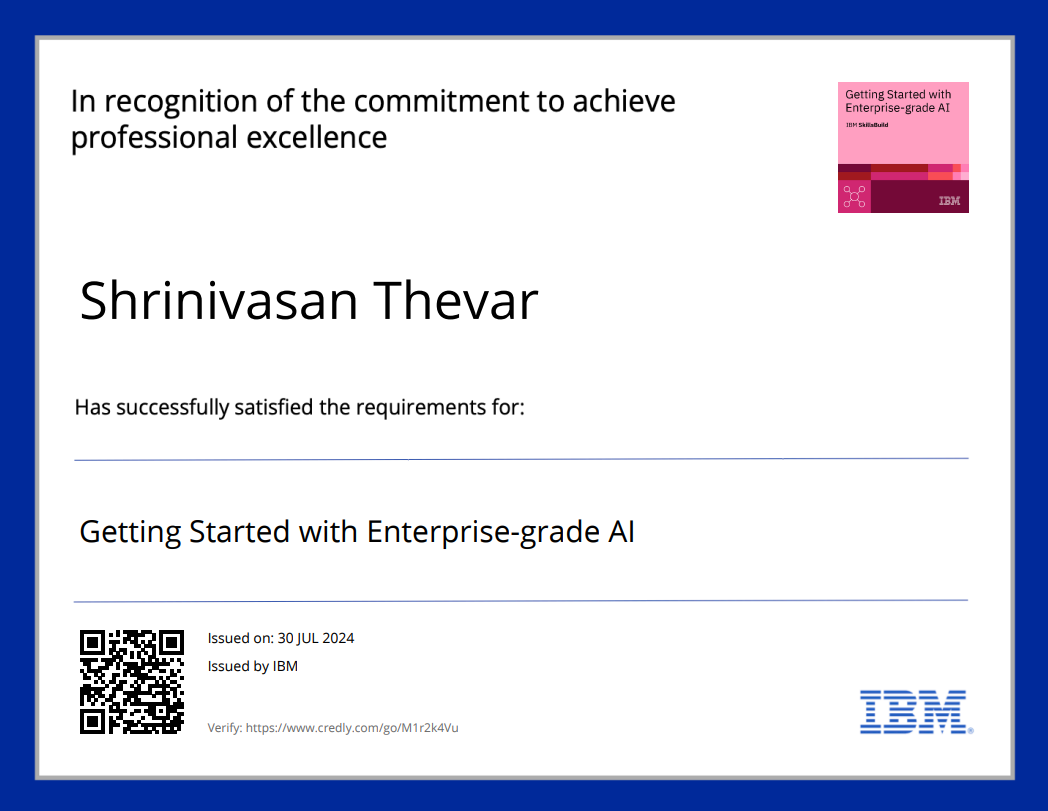 In recognition of the commitment to achieve
professional excellence
Getting Started with
Enterprise-grade AI
IBM SkillsBuild
IBM
Shrinivasan Thevar
Has successfully satisfied the requirements for:
Getting Started with Enterprise-grade AI
Issued on: 30 JUL 2024
Issued by IBM
Verify: https://www.credly.com/go/M1r2k4Vu
IBM®